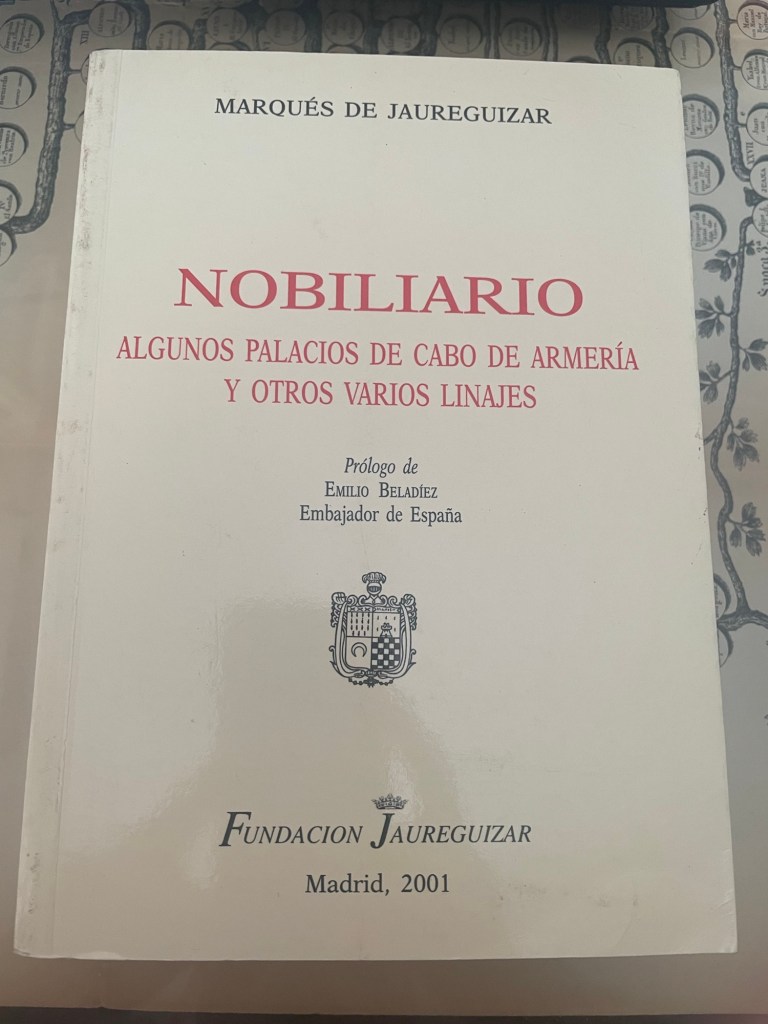 MARQUÉS DE JAUREGUIZAR
NOBILIARIO
ALGUNOS PALACIOS DE CABO DE ARMERÍA
Y OTROS VARIOS LINAJES
Prólogo de
EMILIO BELADÍEZ
Embajador de España
FUNDACION JAUREGUIZAR
Madrid, 2001